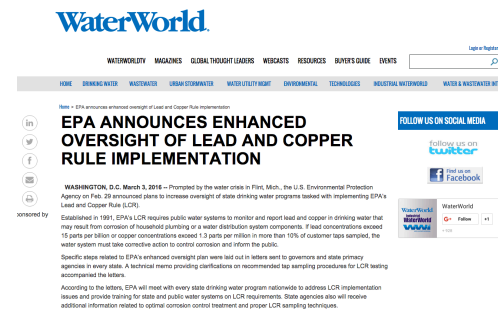 WaterWorld.
Login or Register
WATERWORLDTV MAGAZINES GLOBAL THOUGHT LEADERS WEBCASTS RESOURCES BUYER'S GUIDE EVENTS
HOME DRINKING WATER WASTEWATER URBAN STORMWATER WATER UTILITY MGMT ENVIRONMENTAL TECHNOLOGIES INDUSTRIAL WATERWORLD WATER & WASTEWATER INT
Home > EPA announces enhanced oversight of Lead and Copper Rule implementation
EPA ANNOUNCES ENHANCED
OVERSIGHT OF LEAD AND COPPER
RULE IMPLEMENTATION
WASHINGTON, D.C. March 3, 2016 -- Prompted by the water crisis in Flint, Mich., the U.S. Environmental Protection
Agency on Feb. 29 announced plans to increase oversight of state drinking water programs tasked with implementing EPA's
Lead and Copper Rule (LCR).
Established in 1991, EPA's LCR requires public water systems to monitor and report lead and copper in drinking water that
may result from corrosion of household plumbing or a water distribution system components. If lead concentrations exceed
15 parts per billion or copper concentrations exceed 1.3 parts per million in more than 10% of customer taps sampled, the
water system must take corrective action to control corrosion and inform the public.
Specific steps related to EPA's enhanced oversight plan were laid out in letters sent to governors and state primacy
agencies in every state. A technical memo providing clarifications on recommended tap sampling procedures for LCR testing
accompanied the letters.
According to the letters, EPA will meet with every state drinking water program nationwide to address LCR implementation
issues and provide training for state and public water systems on LCR requirements. State agencies also will receive
additional information related to optimal corrosion control treatment and proper LCR sampling techniques.
onsored by
FOLLOW US ON SOCIAL MEDIA
follow us on
twitter
Find us on
Facebook
WaterWorld
WaterWorld
Industrial
WaterWorld
WWi
G+ Follow +1